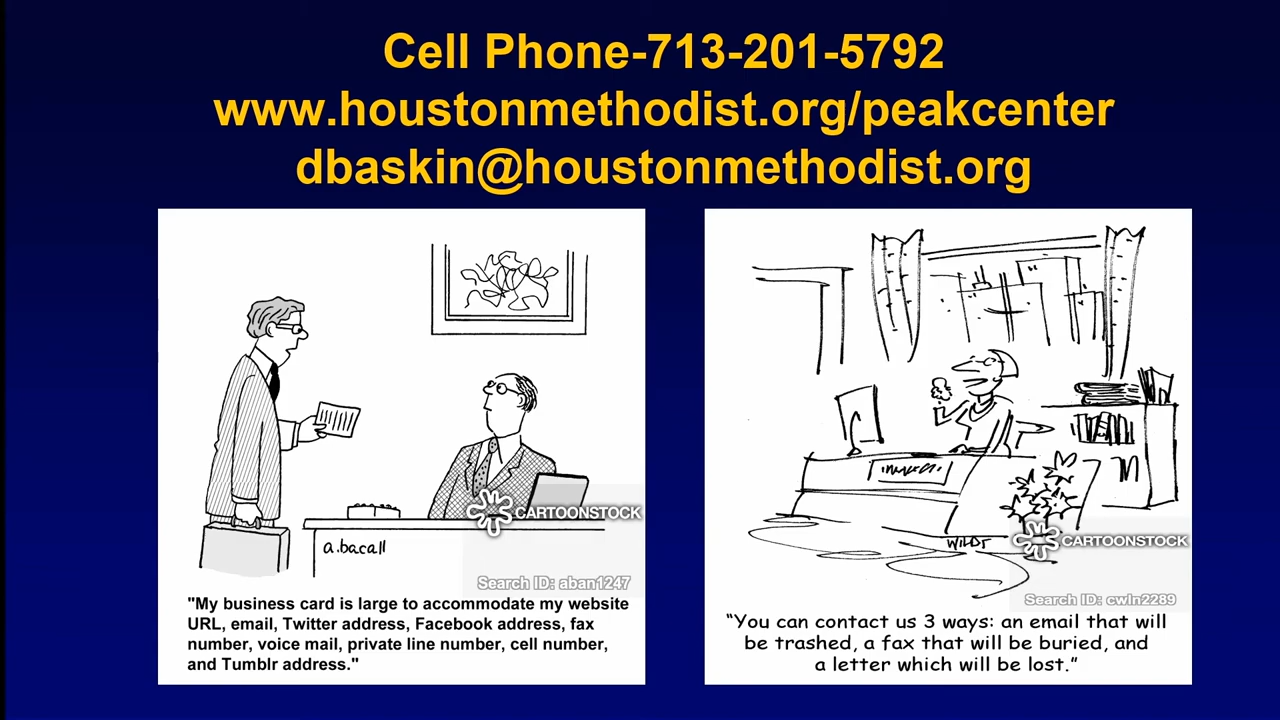 Cell Phone-713-201-5792
www.houstonmethodist.org/peakcenter
dbaskin@houstonmethodist.org
a.bacall
CARTOONSTOCK
Search ID: aban1247
"My business card is large to accommodate my website
URL, email, Twitter address, Facebook address, fax
number, voice mail, private line number, cell number,
and Tumblr address."
WILDT
CARTOONSTOCK
Search ID: cwln2289
“You can contact us 3 ways: an email that will
be trashed, a fax that will be buried, and
a letter which will be lost.”